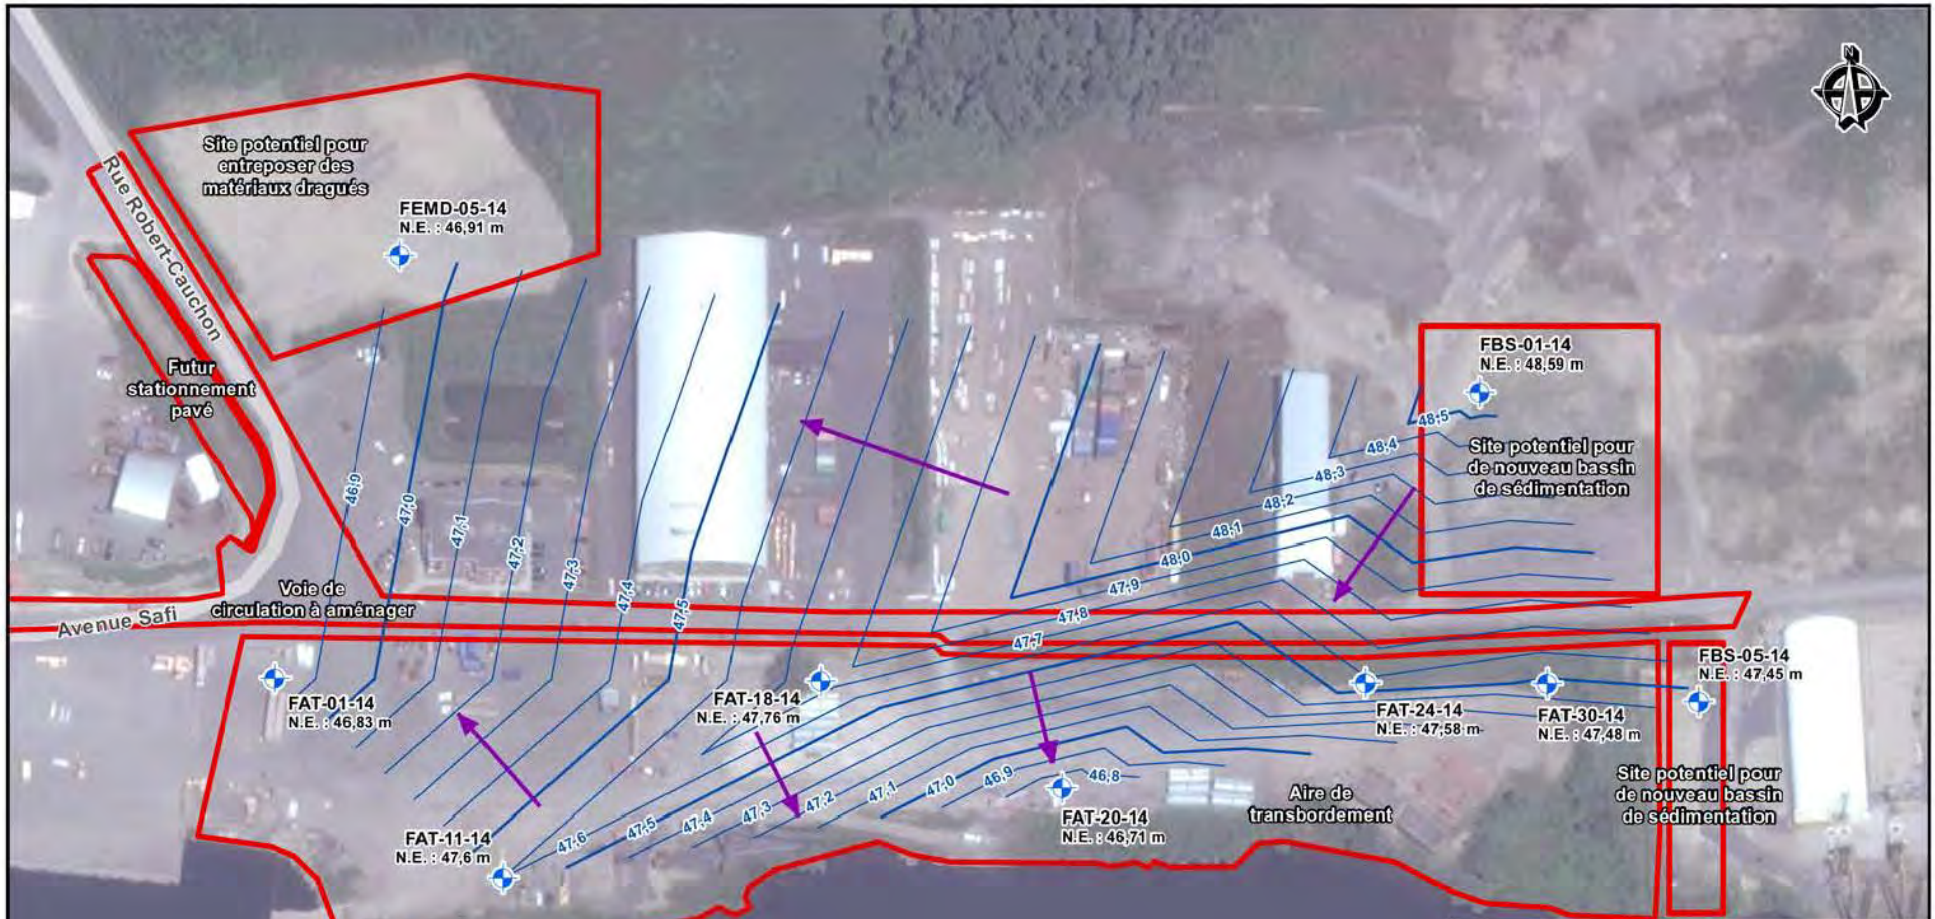 N
Site potentiel pour
entreposer des
matériaux dragués
Rue Robert-Cauchon
FEMD-05-14
N.E. : 46,91 m
Futur
stationnement
pavé
FBS-01-14
N.E. : 48,59 m
Site potentiel pour
de nouveau bassin
de sédimentation
48,5
48,4
48,3
48,2
48,1
48,0
47,9
47,8
47,7
46,9
47,0
47,1
47,2
47,3
47,4
47,5
Voie de
circulation à aménager
Avenue Safi
FAT-01-14
N.E. : 46,83 m
FAT-18-14
N.E. : 47,76 m
FAT-24-14
N.E. : 47,58 m
FAT-30-14
N.E. : 47,48 m
FBS-05-14
N.E. : 47,45 m
Site potentiel pour
de nouveau bassin
de sédimentation
FAT-11-14
N.E. : 47,6 m
47,6
47,5
47,4
47,3
47,2
47,1
47,0
46,9
46,8
FAT-20-14
N.E. : 46,71 m
Aire de
transbordement